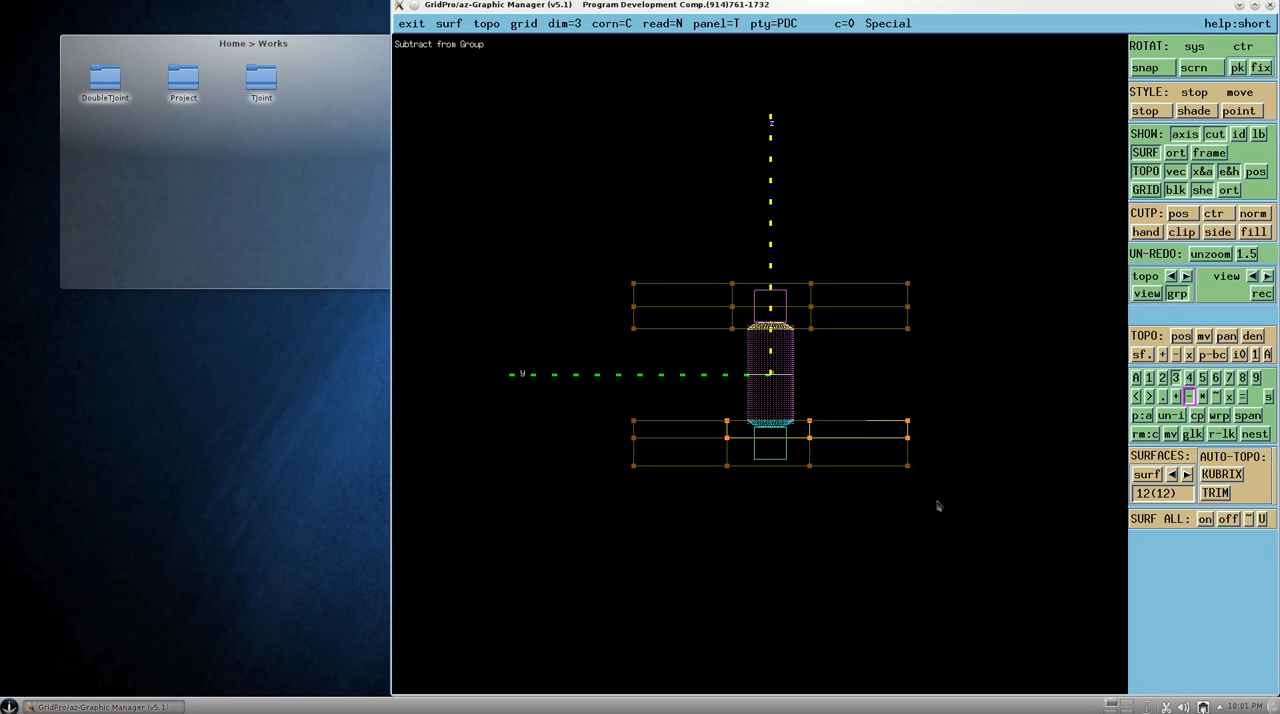 GridPro/az-Graphic Manager (v5.1) Program Development Comp.(914)761-1732
exit surf topo grid dim=3 corn=C read=N panel=T pty=PDC c=0 Special help:short
Home > Works
DoubleTJoint Project TJoint
Subtract from Group
z
y
ROTAT: sys ctr
snap scrn pk fix
STYLE: stop move
stop shade point
SHOW: axis cut id lb
SURF ort frame
TOPO vec x&a e&h pos
GRID blk she ort
CUTP: pos ctr norm
hand clip side fill
UN-REDO: unzoom 1.5
topo view
view grp rec
TOPO: pos mv pan den
sf. + - x p-bc i0 1 A
A 1 2 3 4 5 6 7 8 9
< > . + - * ~ x = s
p:a un-i cp wrp span
rm:c mv glk r-lk nest
SURFACES: AUTO-TOPO:
surf KUBRIX
12(12) TRIM
SURF ALL: on off ~ U
GridPro/az-Graphic Manager (v5.1)
10:01 PM